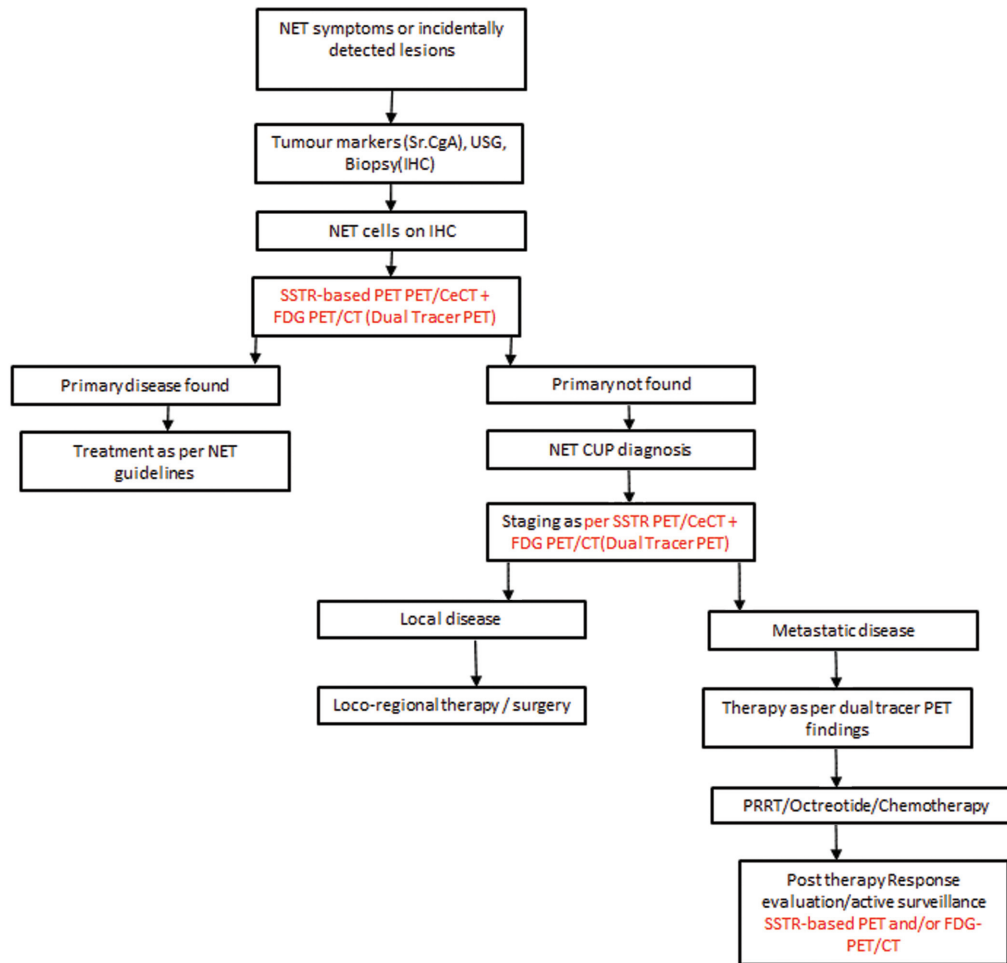 NET symptoms or incidentally
detected lesions
Tumour markers (Sr.CgA), USG,
Biopsy(IHC)
NET cells on IHC
SSTR-based PET PET/CeCT +
FDG PET/CT (Dual Tracer PET)
Primary disease found
Primary not found
Treatment as per NET
guidelines
NET CUP diagnosis
Staging as per SSTR PET/CeCT +
FDG PET/CT(Dual Tracer PET)
Local disease
Metastatic disease
Loco-regional therapy / surgery
Therapy as per dual tracer PET
findings
PRRT/Octreotide/Chemotherapy
Post therapy Response
evaluation/active surveillance
SSTR-based PET and/or FDG-
PET/CT